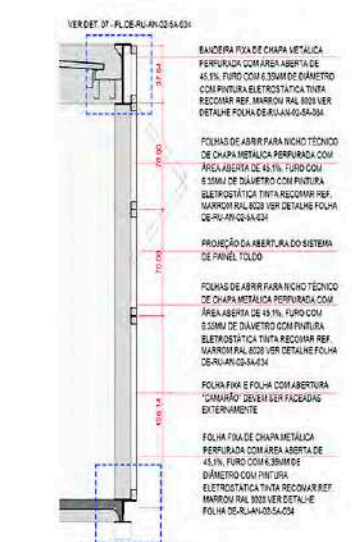 VER DET. 07 - FL.DE-RU-AN-02-5A-034
BANDEIRA FIXA DE CHAPA METÁLICA
PERFURADA COM ÁREA ABERTA DE
45,1%, FURO COM 6,35MM DE DIÂMETRO
COM PINTURA ELETROSTÁTICA TINTA
RECOMAR REF. MARROM RAL 8028 VER
DETALHE FOLHA DE-RU-AN-02-5A-034
37.64
FOLHAS DE ABRIR PARA NICHO TÉCNICO
DE CHAPA METÁLICA PERFURADA COM
ÁREA ABERTA DE 45,1%, FURO COM
6.35MM DE DIÂMETRO COM PINTURA
ELETROSTÁTICA TINTA RECOMAR REF.
MARROM RAL 8028 VER DETALHE FOLHA
DE-RU-AN-02-5A-034
PROJEÇÃO DA ABERTURA DO SISTEMA
DE PAINÉL TOLDO
70.00
FOLHAS DE ABRIR PARA NICHO TÉCNICO
DE CHAPA METÁLICA PERFURADA COM
ÁREA ABERTA DE 45,1%, FURO COM
6.35MM DE DIÂMETRO COM PINTURA
ELETROSTÁTICA TINTA RECOMAR REF.
MARROM RAL 8028 VER DETALHE FOLHA
DE-RU-AN-02-5A-034
FOLHA FIXA E FOLHA COM ABERTURA
"CAMARÃO" DEVEM SER FACEADAS
EXTERNAMENTE
FOLHA FIXA DE CHAPA METÁLICA
PERFURADA COM ÁREA ABERTA DE
45,1%, FURO COM 6,35MM DE
DIÂMETRO COM PINTURA
ELETROSTÁTICA TINTA RECOMAR REF.
MARROM RAL 8028 VER DETALHE
FOLHA DE-RU-AN-02-5A-034